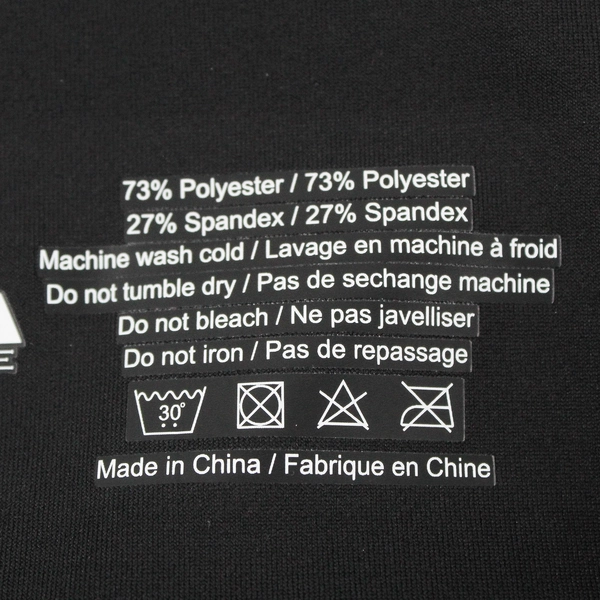 73% Polyester / 73% Polyester
27% Spandex / 27% Spandex
Machine wash cold / Lavage en machine à froid
Do not tumble dry / Pas de sechange machine
Do not bleach / Ne pas javelliser
Do not iron / Pas de repassage
30°
Made in China / Fabrique en Chine